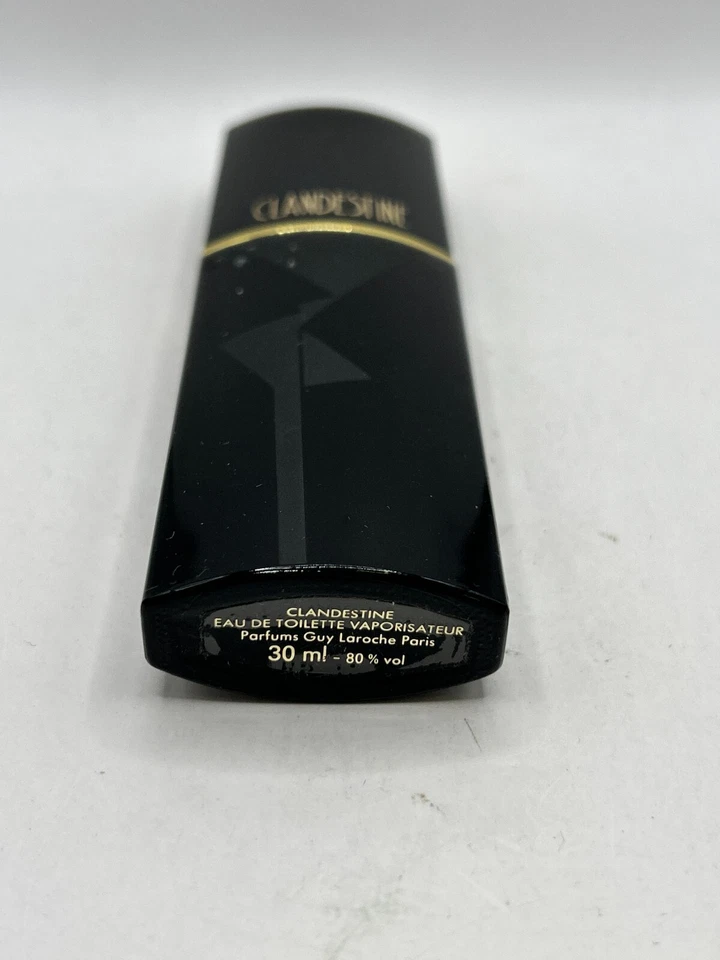 CLANDESTINE
CLANDESTINE
EAU DE TOILETTE VAPORISATEUR
Parfums Guy Laroche Paris
30 ml - 80 % vol